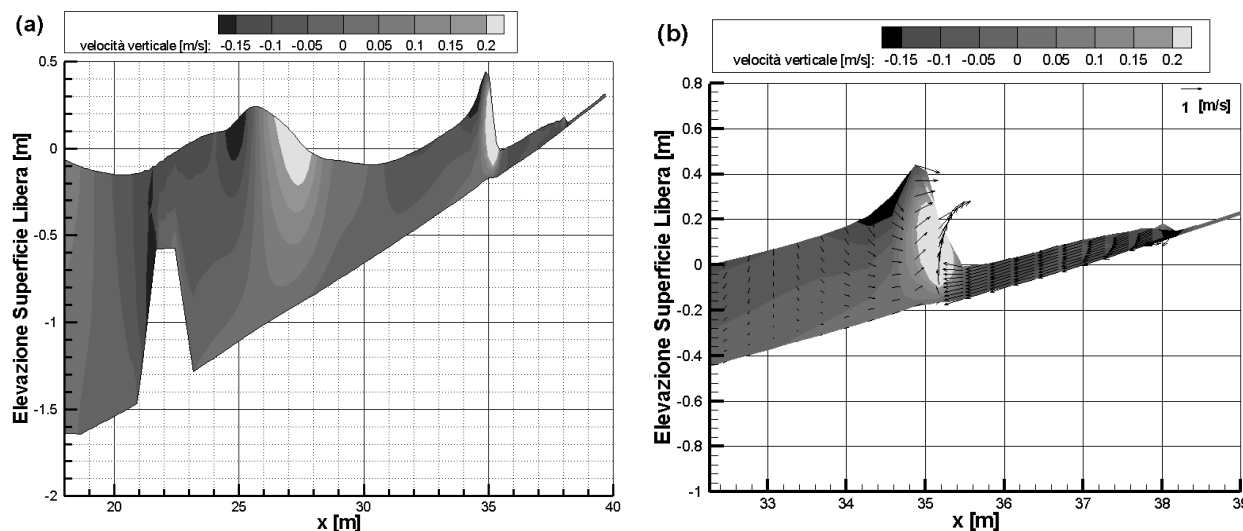 (a)
velocità verticale [m/s]: -0.15 -0.1 -0.05 0 0.05 0.1 0.15 0.2
Elevazione Superficie Libera [m]
0.5
0
-0.5
-1
-1.5
-2
20 25 30 35 40
x [m]
(b)
velocità verticale [m/s]: -0.15 -0.1 -0.05 0 0.05 0.1 0.15 0.2
1 [m/s]
Elevazione Superficie Libera [m]
0.8
0.6
0.4
0.2
0
-0.2
-0.4
-0.6
-0.8
-1
33 34 35 36 37 38 39
x [m]